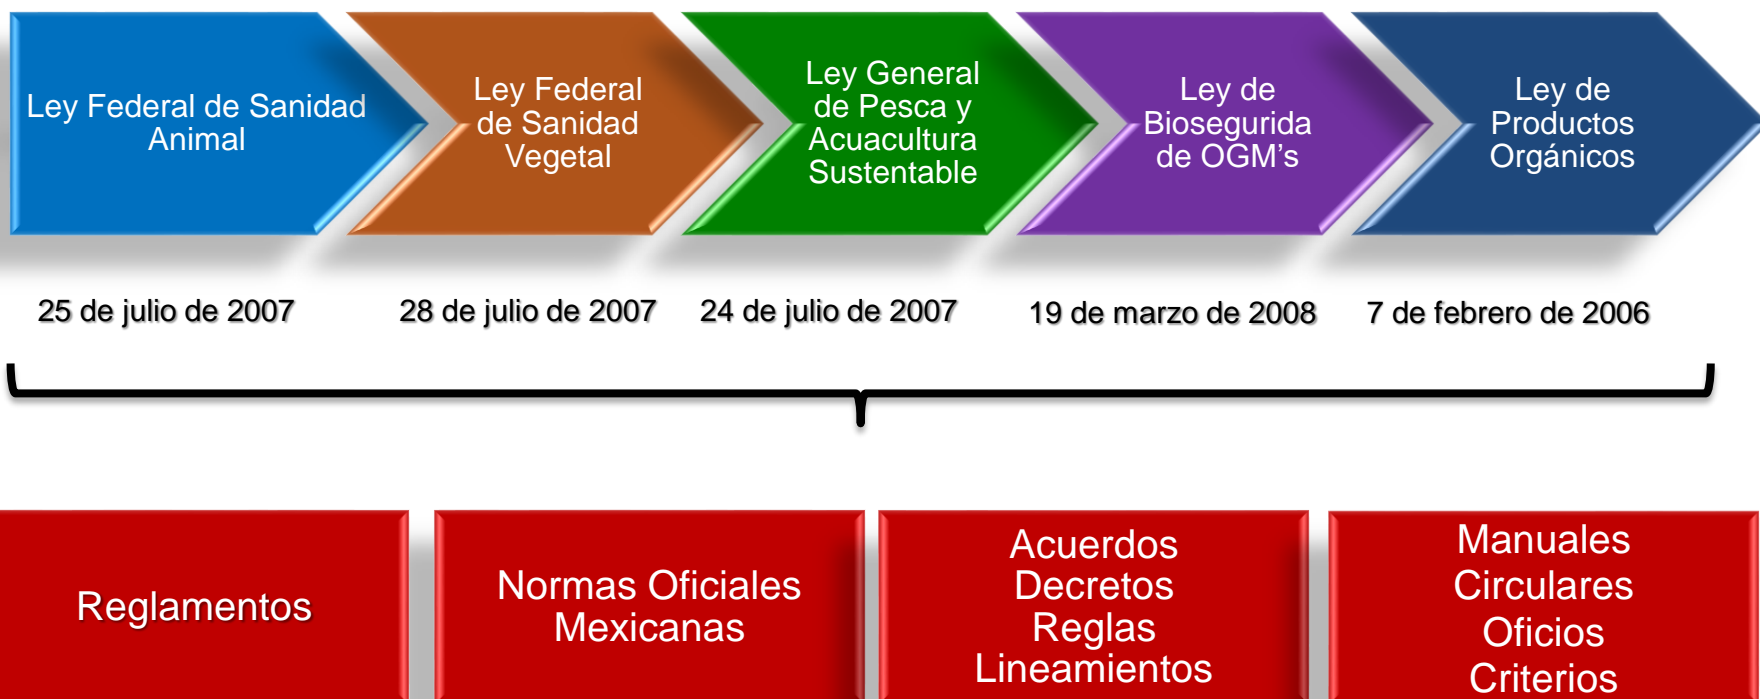 Ley Federal de Sanidad
Animal
Ley Federal
de Sanidad
Vegetal
Ley General
de Pesca y
Acuacultura
Sustentable
Ley de
Biosegurida
de OGM’s
Ley de
Productos
Orgánicos
25 de julio de 2007
28 de julio de 2007
24 de julio de 2007
19 de marzo de 2008
7 de febrero de 2006
Reglamentos
Normas Oficiales
Mexicanas
Acuerdos
Decretos
Reglas
Lineamientos
Manuales
Circulares
Oficios
Criterios